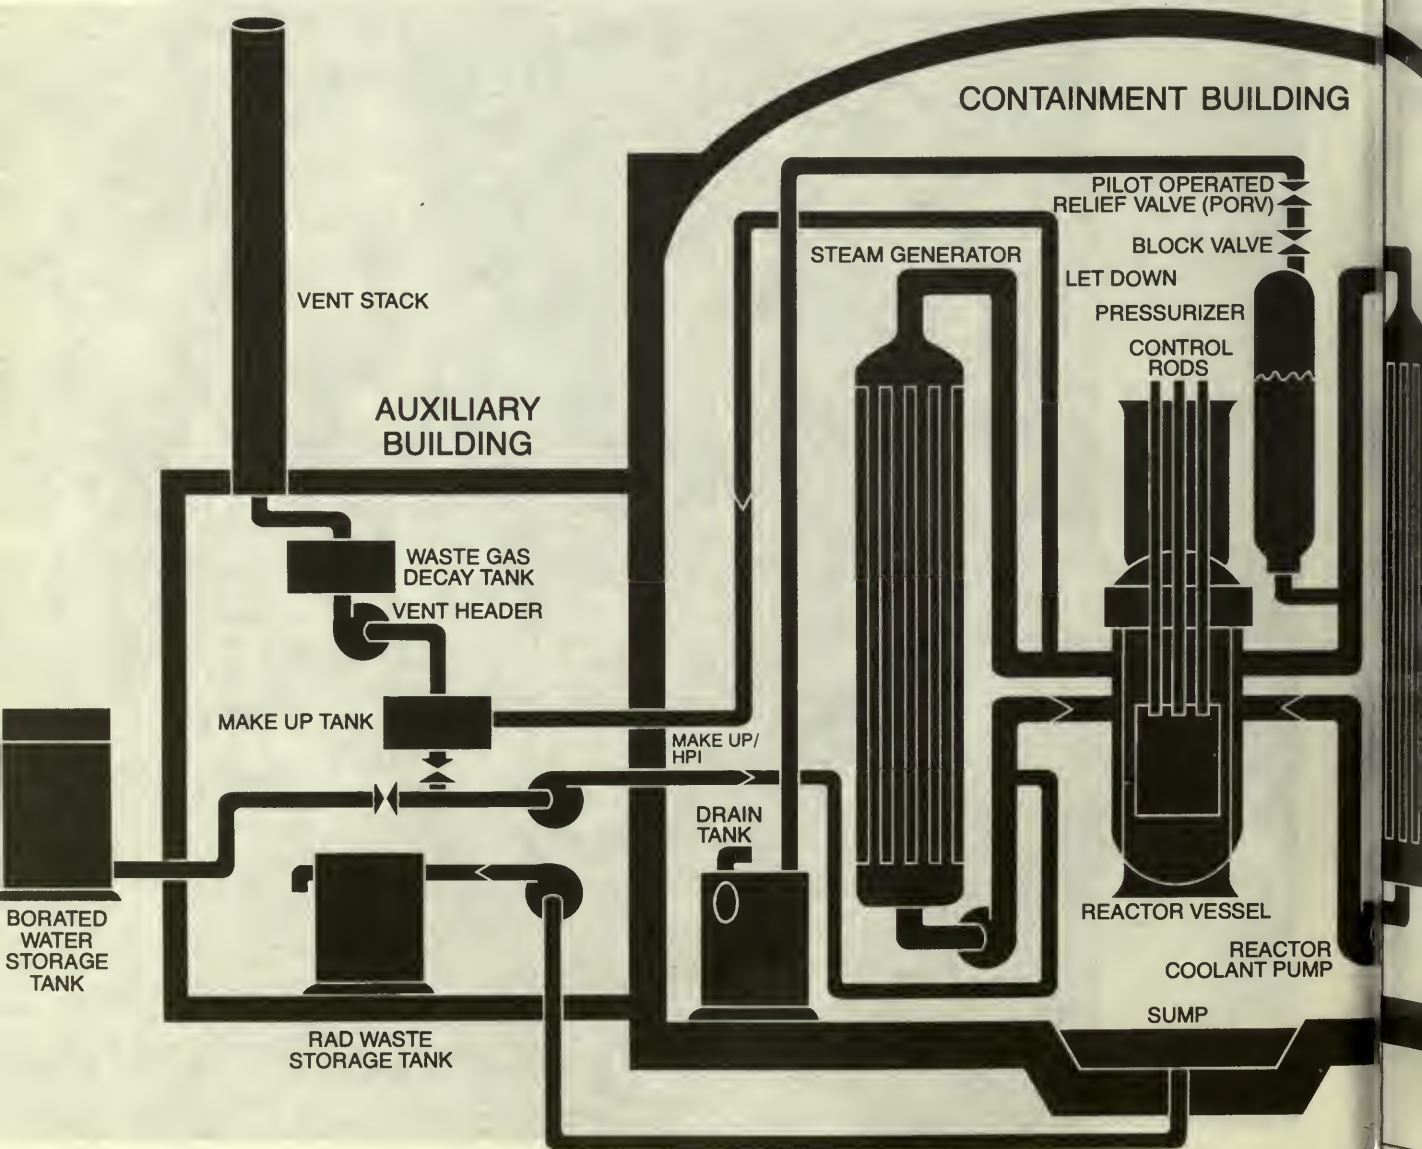 CONTAINMENT BUILDING
PILOT OPERATED
RELIEF VALVE (PORV)
BLOCK VALVE
STEAM GENERATOR
LET DOWN
PRESSURIZER
CONTROL
RODS
VENT STACK
AUXILIARY
BUILDING
WASTE GAS
DECAY TANK
VENT HEADER
MAKE UP TANK
MAKE UP/
HPI
DRAIN
TANK
BORATED
WATER
STORAGE
TANK
REACTOR VESSEL
REACTOR
COOLANT PUMP
SUMP
RAD WASTE
STORAGE TANK